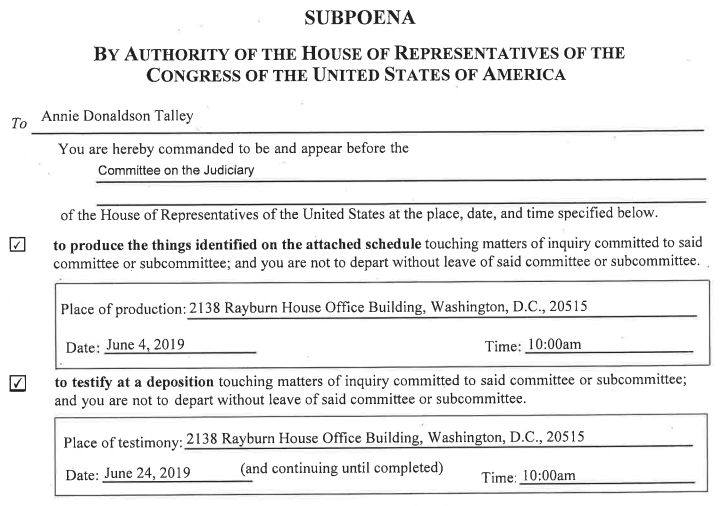 SUBPOENA
BY AUTHORITY OF THE HOUSE OF REPRESENTATIVES OF THE
CONGRESS OF THE UNITED STATES OF AMERICA
To Annie Donaldson Talley
You are hereby commanded to be and appear before the
Committee on the Judiciary
of the House of Representatives of the United States at the place, date, and time specified below.
to produce the things identified on the attached schedule touching matters of inquiry committed to said
committee or subcommittee; and you are not to depart without leave of said committee or subcommittee.
Place of production: 2138 Rayburn House Office Building, Washington, D.C., 20515
Date: June 4, 2019 Time: 10:00am
to testify at a deposition touching matters of inquiry committed to said committee or subcommittee;
and you are not to depart without leave of said committee or subcommittee.
Place of testimony: 2138 Rayburn House Office Building, Washington, D.C., 20515
Date: June 24, 2019 (and continuing until completed) Time: 10:00am